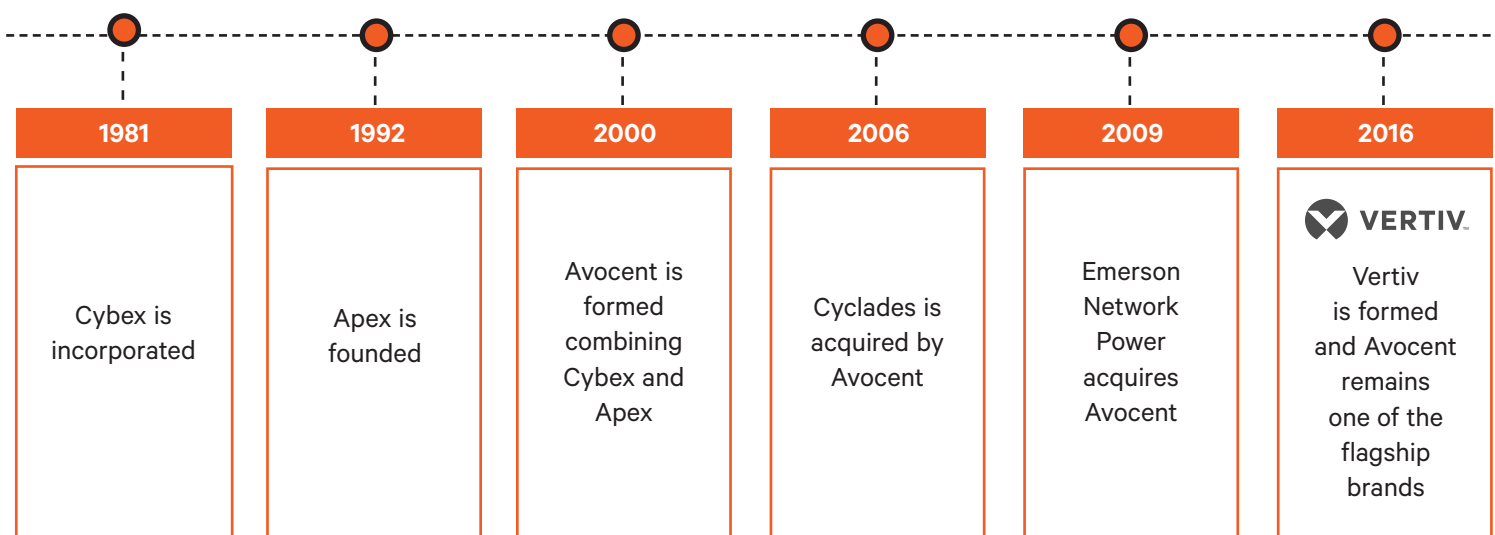 1981
Cybex is
incorporated
1992
Apex is
founded
2000
Avocent is
formed
combining
Cybex and
Apex
2006
Cyclades is
acquired by
Avocent
2009
Emerson
Network
Power
acquires
Avocent
2016
VERTIV™
Vertiv
is formed
and Avocent
remains
one of the
flagship
brands